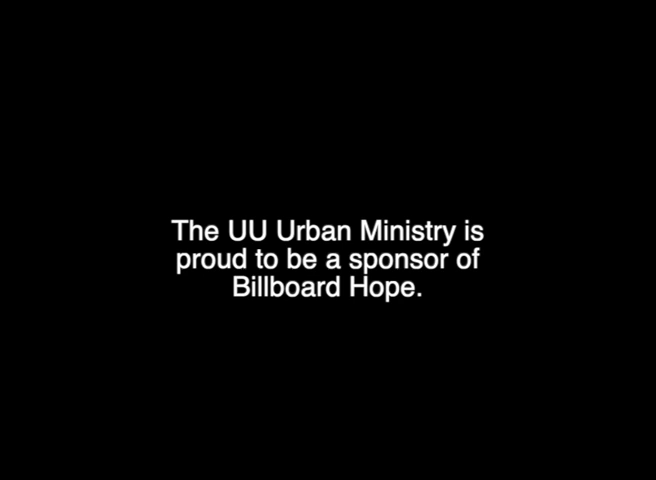 The UU Urban Ministry is
proud to be a sponsor of
Billboard Hope.